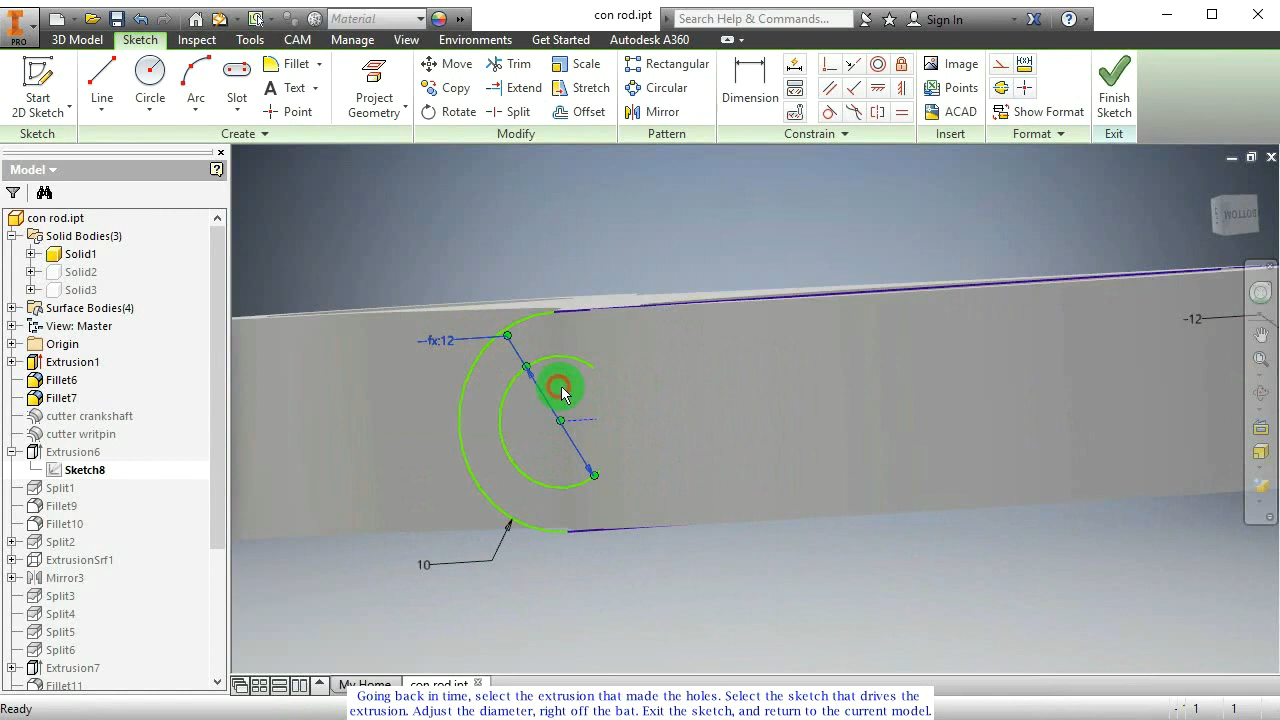 PRO
Material
con rod.ipt
Search Help & Commands...
Sign In
3D Model
Sketch
Inspect
Tools
CAM
Manage
View
Environments
Get Started
Autodesk A360
Start
2D Sketch
Line
Circle
Arc
Slot
Fillet
Text
Point
Project
Geometry
Move
Copy
Rotate
Trim
Extend
Split
Scale
Stretch
Offset
Rectangular
Circular
Mirror
Dimension
Image
Points
ACAD
Show Format
Finish
Sketch
Sketch
Create
Modify
Pattern
Constrain
Insert
Format
Exit
Model
con rod.ipt
Solid Bodies(3)
Solid1
Solid2
Solid3
Surface Bodies(4)
View: Master
Origin
Extrusion1
Fillet6
Fillet7
cutter crankshaft
cutter writpin
Extrusion6
Sketch8
Split1
Fillet9
Fillet10
Split2
ExtrusionSrf1
Mirror3
Split3
Split4
Split5
Split6
Extrusion7
Fillet11
fx:12
10
12
BOTTOM
My Home
con rod.ipt
Going back in time, select the extrusion that made the holes. Select the sketch that drives the
extrusion. Adjust the diameter, right off the bat. Exit the sketch, and return to the current model.
Ready
1
1